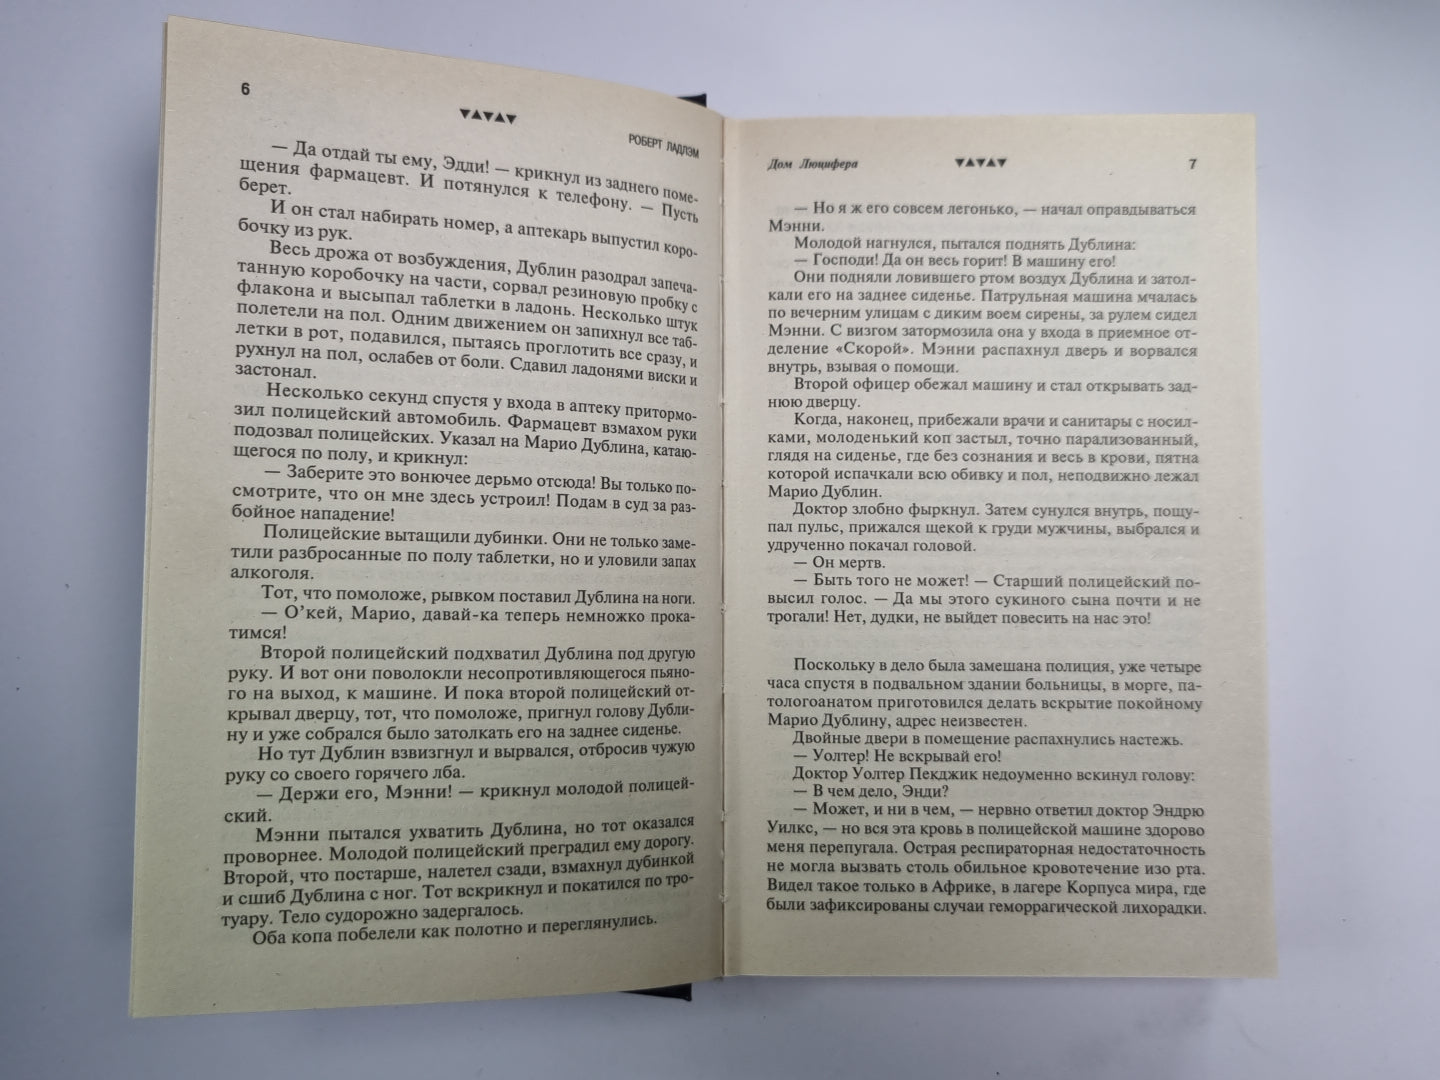 6
РОБЕРТ ЛАДЛЭМ
— Да отдай ты ему, Эдди! — крикнул из заднего поме-
щения фармацевт. И потянулся к телефону. — Пусть
берет.
И он стал набирать номер, а аптекарь выпустил коро-
бочку из рук.
Весь дрожа от возбуждения, Дублин разодрал запеча-
танную коробочку на части, сорвал резиновую пробку с
флакона и высыпал таблетки в ладонь. Несколько штук
полетели на пол. Одним движением он запихнул все таб-
летки в рот, подавился, пытаясь проглотить все сразу, и
рухнул на пол, ослабев от боли. Сдавил ладонями виски и
застонал.
Несколько секунд спустя у входа в аптеку притормо-
зил полицейский автомобиль. Фармацевт взмахом руки
подозвал полицейских. Указал на Марио Дублина, катаю-
щегося по полу, и крикнул:
— Заберите это вонючее дерьмо отсюда! Вы только по-
смотрите, что он мне здесь устроил! Подам в суд за раз-
бойное нападение!
Полицейские вытащили дубинки. Они не только заме-
тили разбросанные по полу таблетки, но и уловили запах
алкоголя.
Тот, что помоложе, рывком поставил Дублина на ноги.
— О’кей, Марио, давай-ка теперь немножко прока-
тимся!
Второй полицейский подхватил Дублина под другую
руку. И вот они поволокли несопротивляющегося пьяно-
го на выход, к машине. И пока второй полицейский от-
крывал дверцу, тот, что помоложе, пригнул голову Дубли-
ну и уже собрался было затолкать его на заднее сиденье.
Но тут Дублин взвизгнул и вырвался, отбросив чужую
руку со своего горячего лба.
— Держи его, Мэнни! — крикнул молодой полицей-
ский.
Мэнни пытался ухватить Дублина, но тот оказался
проворнее. Молодой полицейский преградил ему дорогу.
Второй, что постарше, налетел сзади, взмахнул дубинкой
и сшиб Дублина с ног. Тот вскрикнул и покатился по тро-
туару. Тело судорожно задергалось.
Оба копа побелели как полотно и переглянулись.
Дом Люцифера
7
— Но я ж его совсем легонько, — начал оправдываться
Мэнни.
Молодой нагнулся, пытался поднять Дублина:
— Господи! Да он весь горит! В машину его!
Они подняли ловившего ртом воздух Дублина и затол-
кали его на заднее сиденье. Патрульная машина мчалась
по вечерним улицам с диким воем сирены, за рулем сидел
Мэнни. С визгом затормозила она у входа в приемное от-
деление «Скорой». Мэнни распахнул дверь и ворвался
внутрь, взывая о помощи.
Второй офицер обежал машину и стал открывать зад-
нюю дверцу.
Когда, наконец, прибежали врачи и санитары с носил-
ками, молоденький коп застыл, точно парализованный,
глядя на сиденье, где без сознания и весь в крови, пятна
которой испачкали всю обивку и пол, неподвижно лежал
Марио Дублин.
Доктор злобно фыркнул. Затем сунулся внутрь, пощу-
пал пульс, прижался щекой к груди мужчины, выбрался и
удрученно покачал головой.
— Он мертв.
— Быть того не может! — Старший полицейский по-
высил голос. — Да мы этого сукиного сына почти и не
трогали! Нет, дудки, не выйдет повесить на нас это!
Поскольку в дело была замешана полиция, уже четыре
часа спустя в подвальном здании больницы, в морге, па-
тологоанатом приготовился делать вскрытие покойному
Марио Дублину, адрес неизвестен.
Двойные двери в помещение распахнулись настежь.
— Уолтер! Не вскрывай его!
Доктор Уолтер Пекджик недоуменно вскинул голову:
— В чем дело, Энди?
— Может, и ни в чем, — нервно ответил доктор Эндрю
Уилкс, — но вся эта кровь в полицейской машине здорово
меня перепугала. Острая респираторная недостаточность
не могла вызвать столь обильное кровотечение изо рта.
Видел такое только в Африке, в лагере Корпуса мира, где
были зафиксированы случаи геморрагической лихорадки.